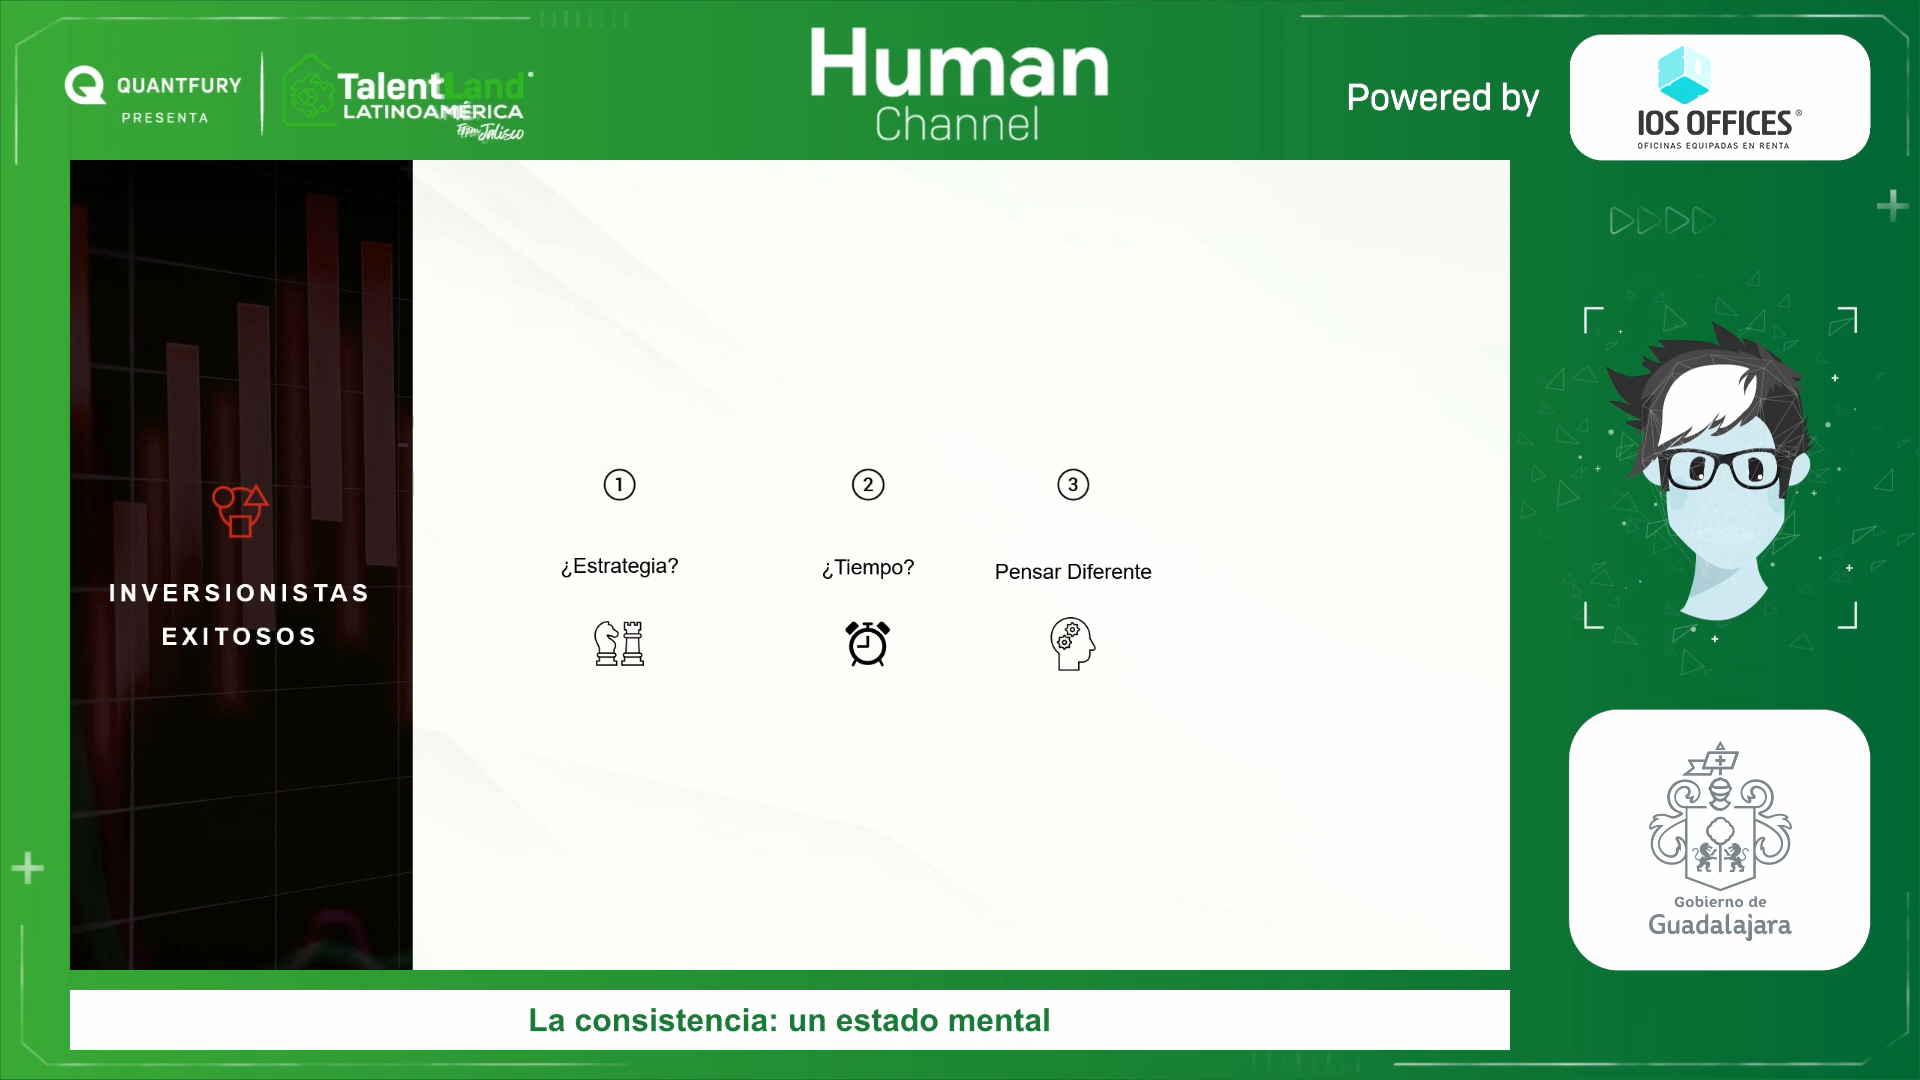 QUANTFURY
PRESENTA
TalentLand
LATINOAMÉRICA
From Jalisco
Human
Channel
Powered by
IOS OFFICES®
OFICINAS EQUIPADAS EN RENTA
INVERSIONISTAS
EXITOSOS
1
¿Estrategia?
2
¿Tiempo?
3
Pensar Diferente
Gobierno de
Guadalajara
La consistencia: un estado mental